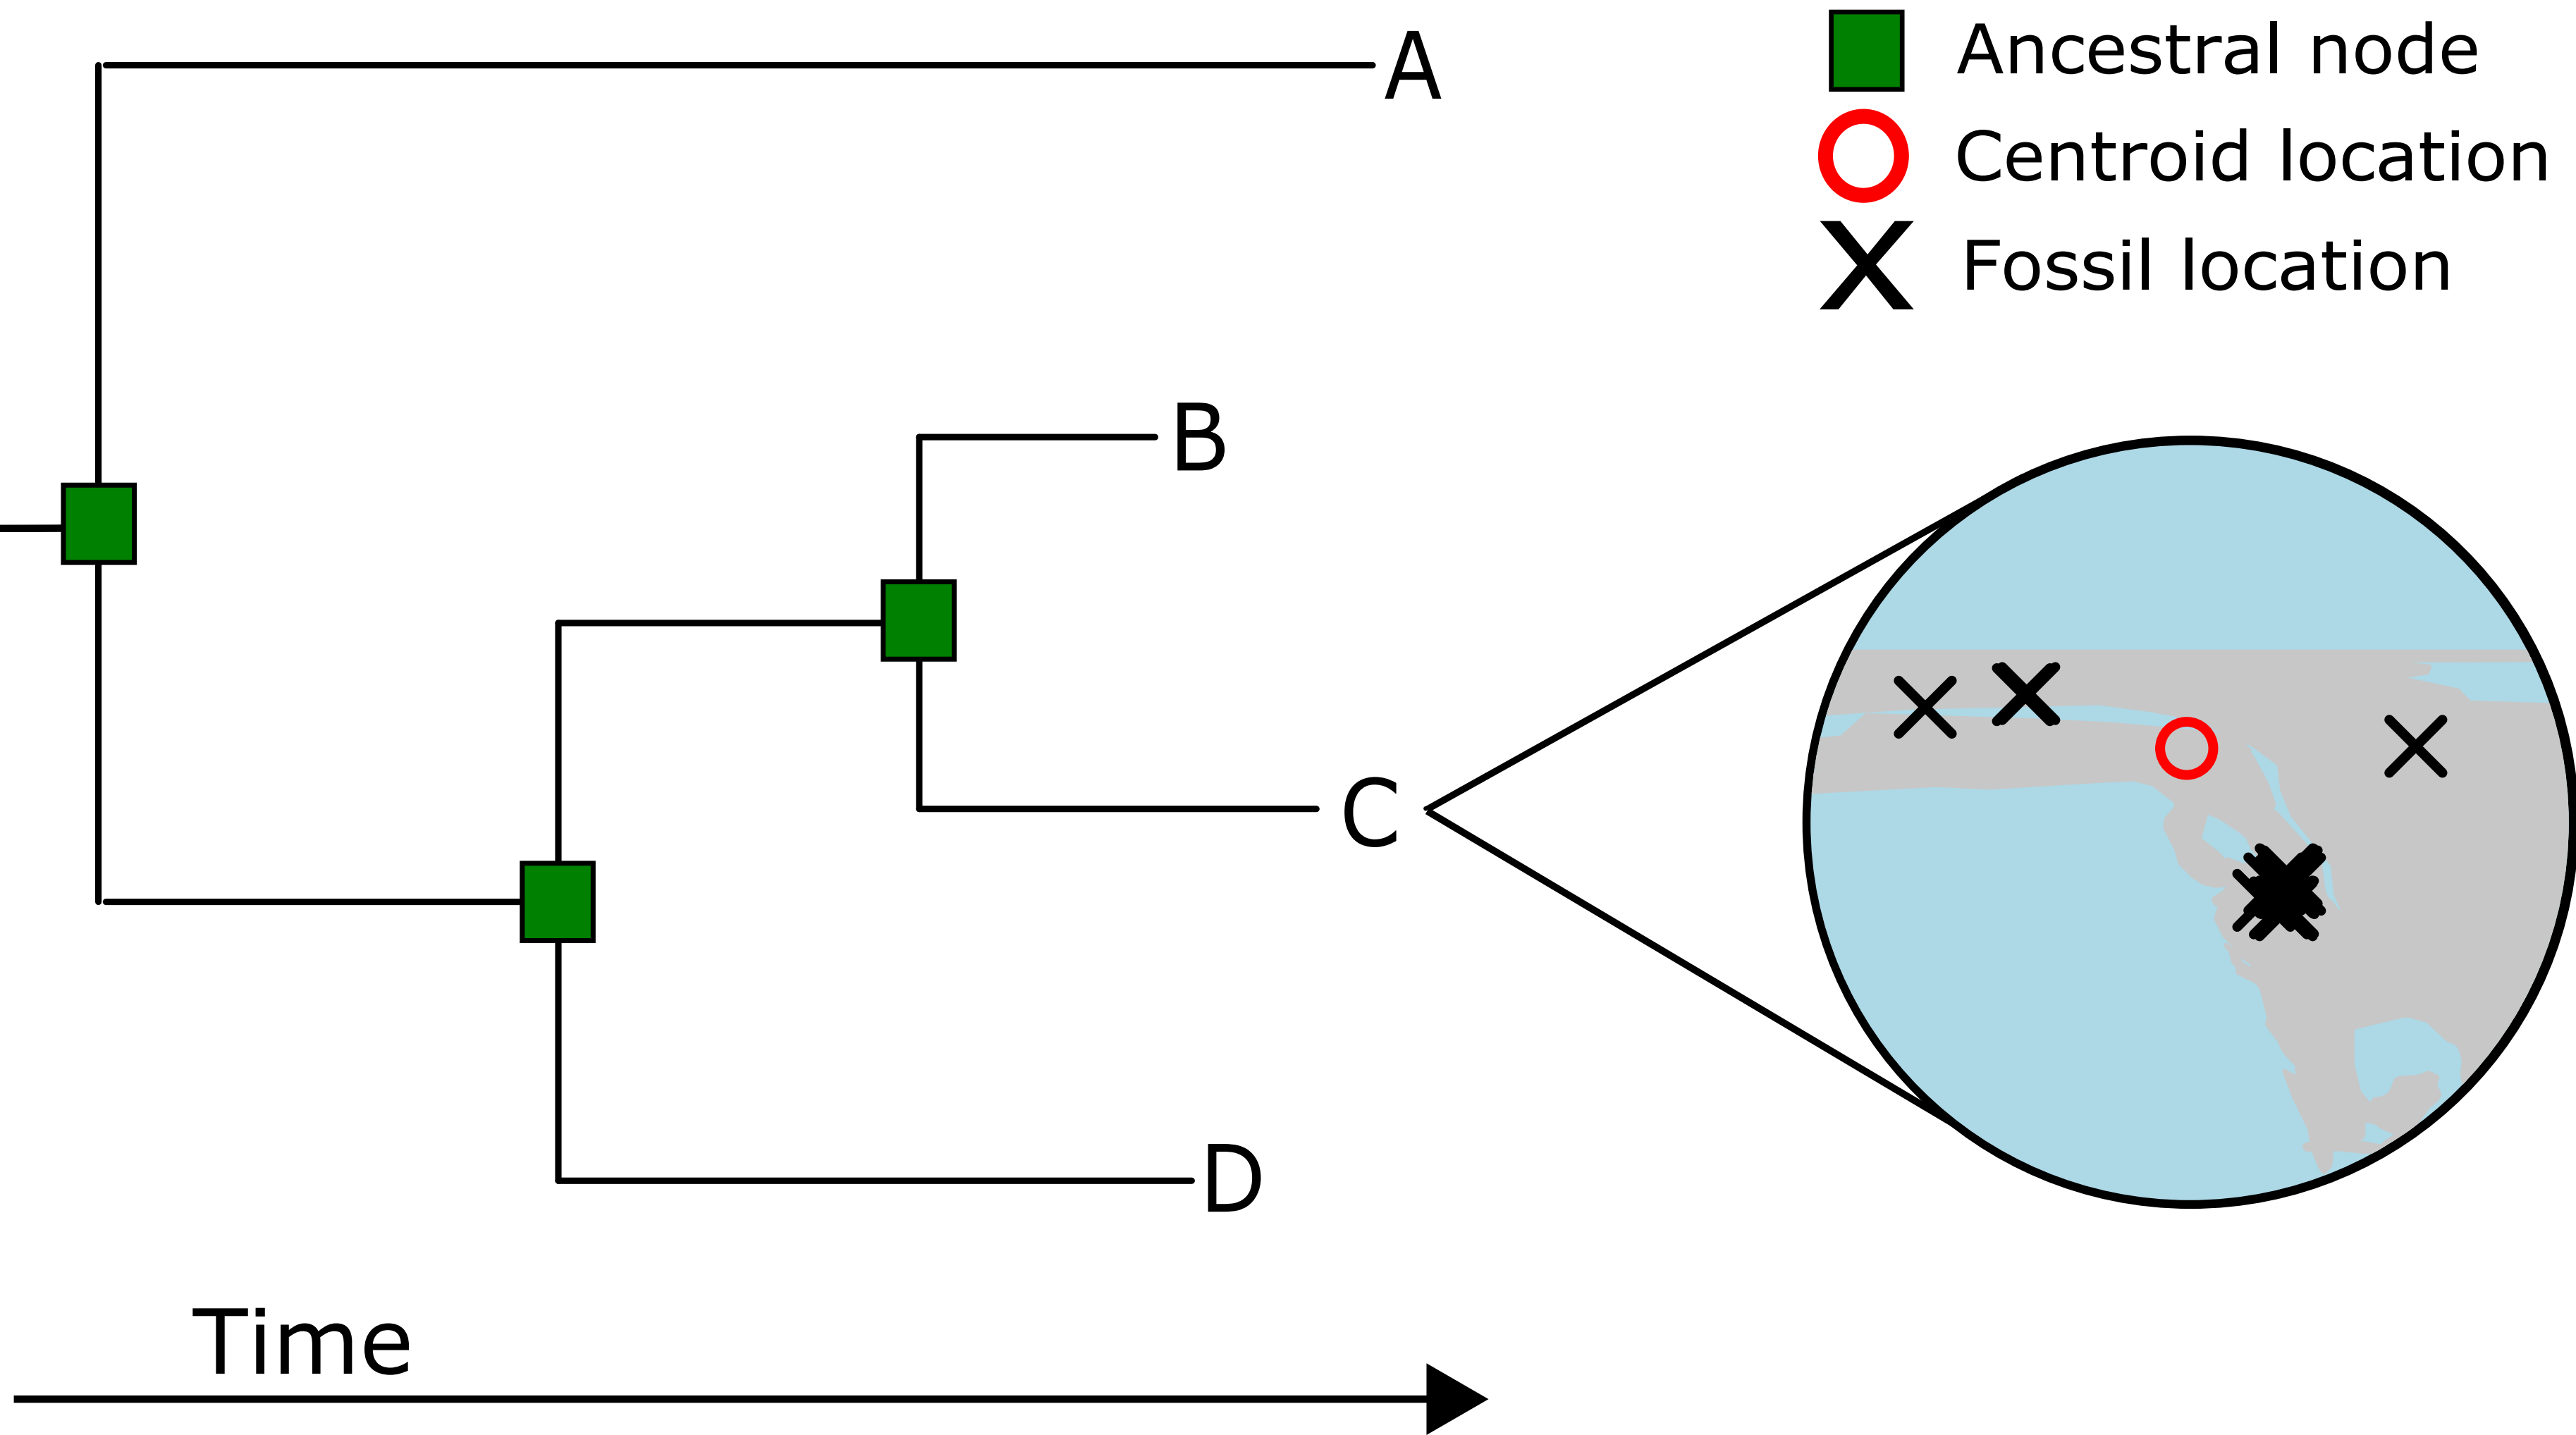 A
Ancestral node
Centroid location
Fossil location
B
C
D
Time